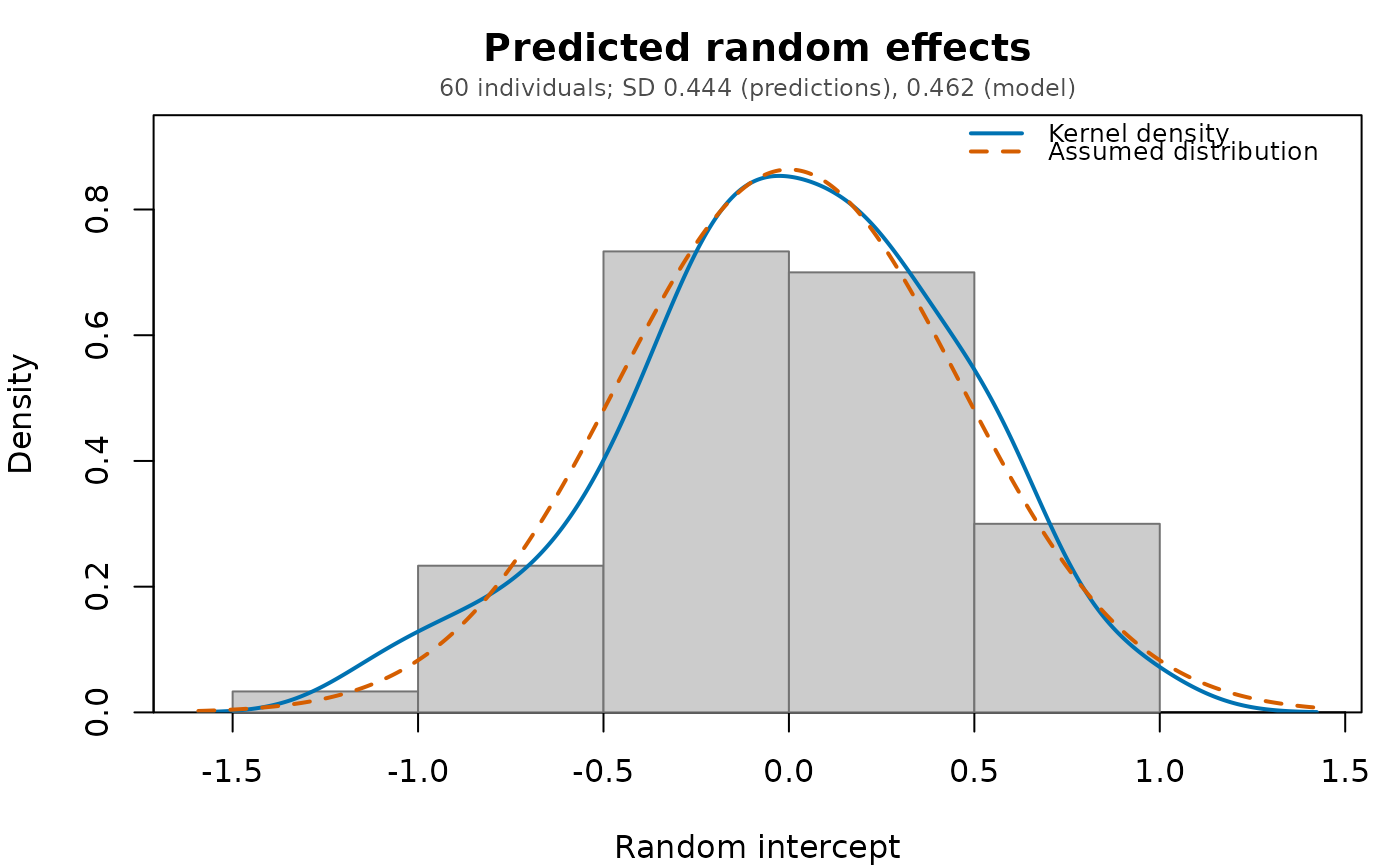 Predicted random effects
60 individuals; SD 0.444 (predictions), 0.462 (model)
Kernel density
Assumed distribution
Density
0.8
0.6
0.4
0.2
0.0
-1.5 -1.0 -0.5 0.0 0.5 1.0 1.5
Random intercept